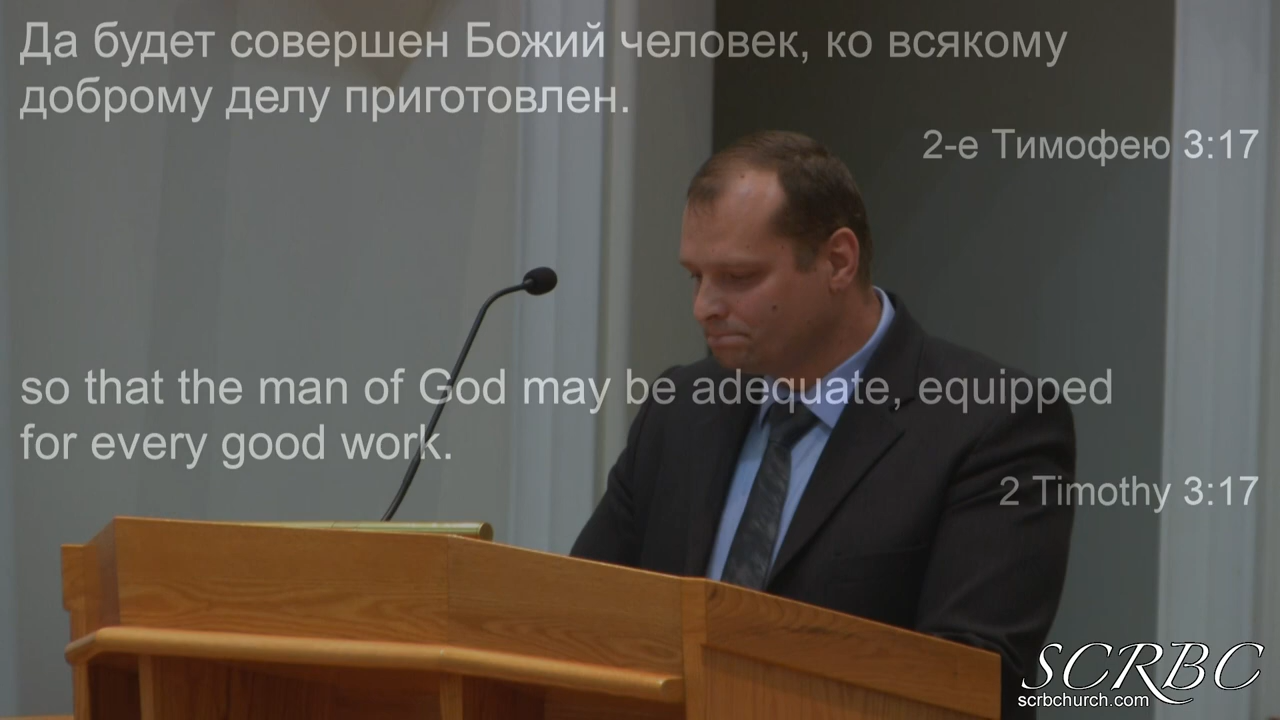 Да будет совершен Божий человек, ко всякому
доброму делу приготовлен.
2-е Тимофею 3:17
so that the man of God may be adequate, equipped
for every good work.
2 Timothy 3:17
SCRBC
scrbchurch.com